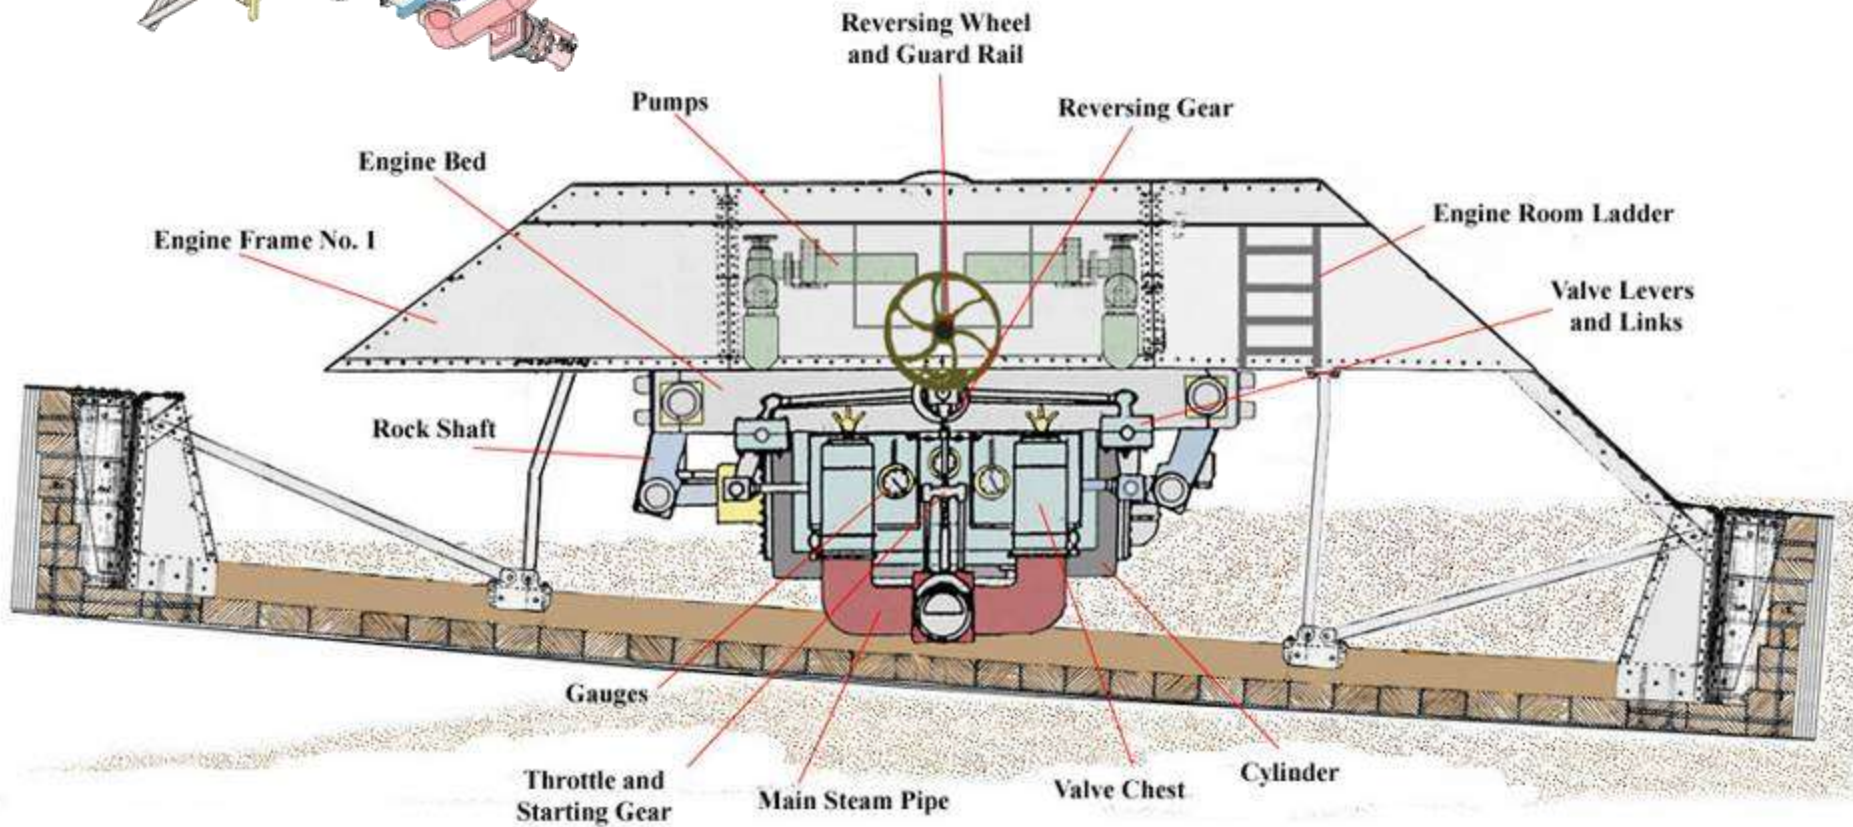 Reversing Wheel
and Guard Rail
Pumps
Reversing Gear
Engine Bed
Engine Room Ladder
Engine Frame No. 1
Valve Levers
and Links
Rock Shaft
Gauges
Throttle and
Starting Gear
Main Steam Pipe
Valve Chest
Cylinder